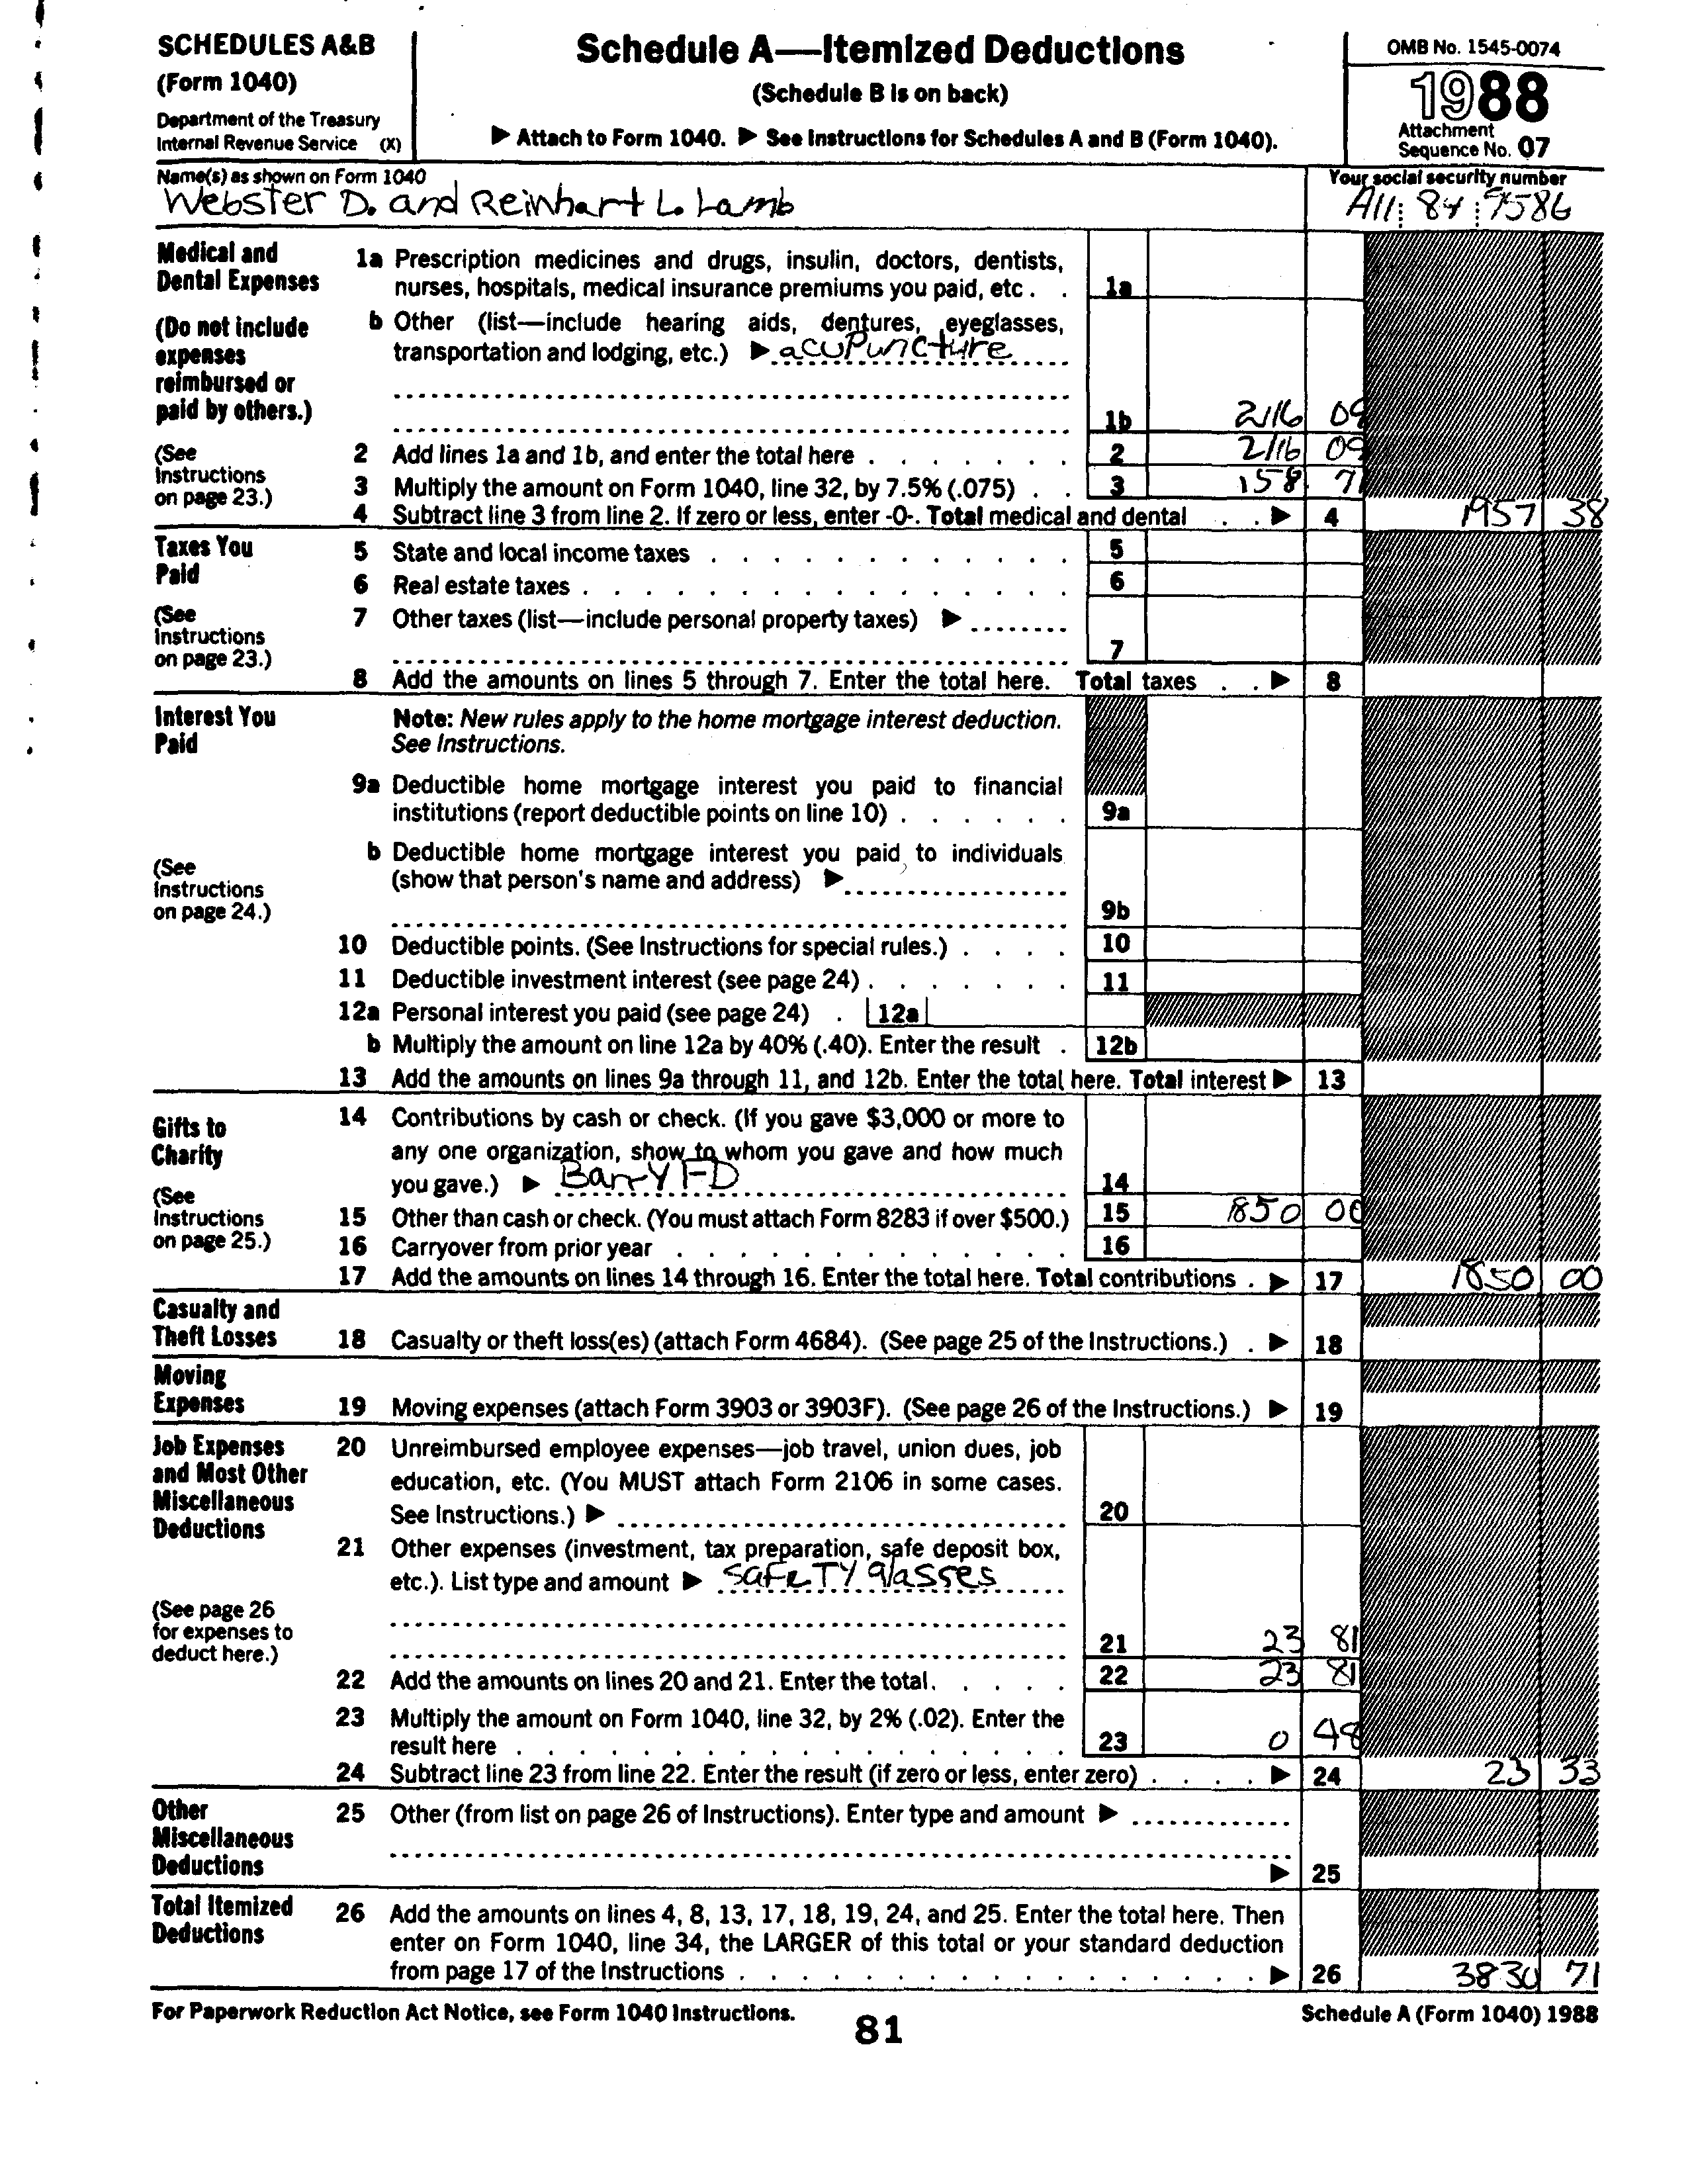 SCHEDULES A&B
(Form 1040)
Department of the Treasury
Internal Revenue Service (X)
Schedule A—Itemized Deductions
(Schedule B is on back)
▶ Attach to Form 1040. ▶ See Instructions for Schedules A and B (Form 1040).
OMB No. 1545-0074
1988
Attachment
Sequence No. 07
Name(s) as shown on Form 1040
Webster D. and Reinhart L. Lamb
Your social security number
A11: 84
Medical and
Dental Expenses
(Do not include
expenses
reimbursed or
paid by others.)
(See
Instructions
on page 23.)
1a Prescription medicines and drugs, insulin, doctors, dentists,
nurses, hospitals, medical insurance premiums you paid, etc . . 1a
b Other (list—include hearing aids, dentures, eyeglasses,
transportation and lodging, etc.) ▶ acupuncture
1b 2116 09
2 Add lines 1a and 1b, and enter the total here . . . . . . . 2 2116 09
3 Multiply the amount on Form 1040, line 32, by 7.5% (.075) . . 3 158 71
4 Subtract line 3 from line 2. If zero or less, enter -0-. Total medical and dental . . ▶ 4 1957 38
Taxes You
Paid
(See
Instructions
on page 23.)
5 State and local income taxes . . . . . . . . . . . . 5
6 Real estate taxes . . . . . . . . . . . . . . . . 6
7 Other taxes (list—include personal property taxes) ▶
7
8 Add the amounts on lines 5 through 7. Enter the total here. Total taxes . . ▶ 8
Interest You
Paid
(See
Instructions
on page 24.)
Note: New rules apply to the home mortgage interest deduction.
See Instructions.
9a Deductible home mortgage interest you paid to financial
institutions (report deductible points on line 10) . . . . . . 9a
b Deductible home mortgage interest you paid to individuals
(show that person's name and address) ▶
9b
10 Deductible points. (See Instructions for special rules.) . . . . 10
11 Deductible investment interest (see page 24) . . . . . . . 11
12a Personal interest you paid (see page 24) . 12a
b Multiply the amount on line 12a by 40% (.40). Enter the result . 12b
13 Add the amounts on lines 9a through 11, and 12b. Enter the total here. Total interest ▶ 13
Gifts to
Charity
(See
Instructions
on page 25.)
14 Contributions by cash or check. (If you gave $3,000 or more to
any one organization, show to whom you gave and how much
you gave.) ▶ Barry FD 14
15 Other than cash or check. (You must attach Form 8283 if over $500.) 15 1850 00
16 Carryover from prior year . . . . . . . . . . . . . 16
17 Add the amounts on lines 14 through 16. Enter the total here. Total contributions . ▶ 17 1850 00
Casualty and
Theft Losses
18 Casualty or theft loss(es) (attach Form 4684). (See page 25 of the Instructions.) . ▶ 18
Moving
Expenses
19 Moving expenses (attach Form 3903 or 3903F). (See page 26 of the Instructions.) ▶ 19
Job Expenses
and Most Other
Miscellaneous
Deductions
(See page 26
for expenses to
deduct here.)
20 Unreimbursed employee expenses—job travel, union dues, job
education, etc. (You MUST attach Form 2106 in some cases.
See Instructions.) ▶ 20
21 Other expenses (investment, tax preparation, safe deposit box,
etc.). List type and amount ▶ safety glasses
21 23 81
22 Add the amounts on lines 20 and 21. Enter the total. . . . . 22 23 81
23 Multiply the amount on Form 1040, line 32, by 2% (.02). Enter the
result here . . . . . . . . . . . . . . . . . . 23 0 48
24 Subtract line 23 from line 22. Enter the result (if zero or less, enter zero) . . . . ▶ 24 23 33
Other
Miscellaneous
Deductions
25 Other (from list on page 26 of Instructions). Enter type and amount ▶
▶ 25
Total Itemized
Deductions
26 Add the amounts on lines 4, 8, 13, 17, 18, 19, 24, and 25. Enter the total here. Then
enter on Form 1040, line 34, the LARGER of this total or your standard deduction
from page 17 of the Instructions . . . . . . . . . . . . . . . . . ▶ 26 3830 71
For Paperwork Reduction Act Notice, see Form 1040 Instructions.
81
Schedule A (Form 1040) 1988